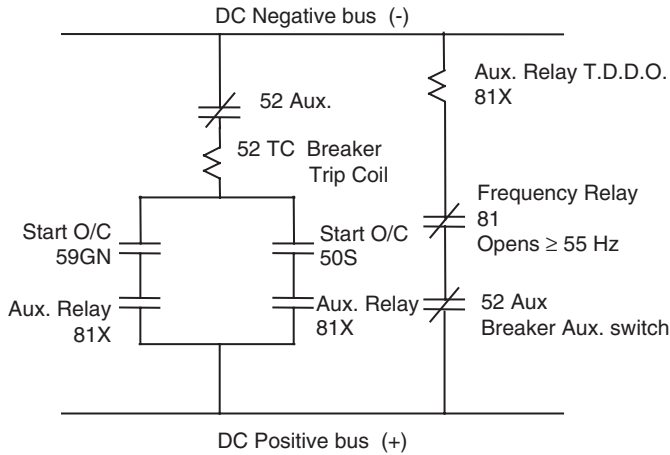 DC Negative bus (-)
52 Aux.
52 TC Breaker
Trip Coil
Start O/C
59GN
Aux. Relay
81X
Start O/C
50S
Aux. Relay
81X
Aux. Relay T.D.D.O.
81X
Frequency Relay
81
Opens ≥ 55 Hz
52 Aux
Breaker Aux. switch
DC Positive bus (+)